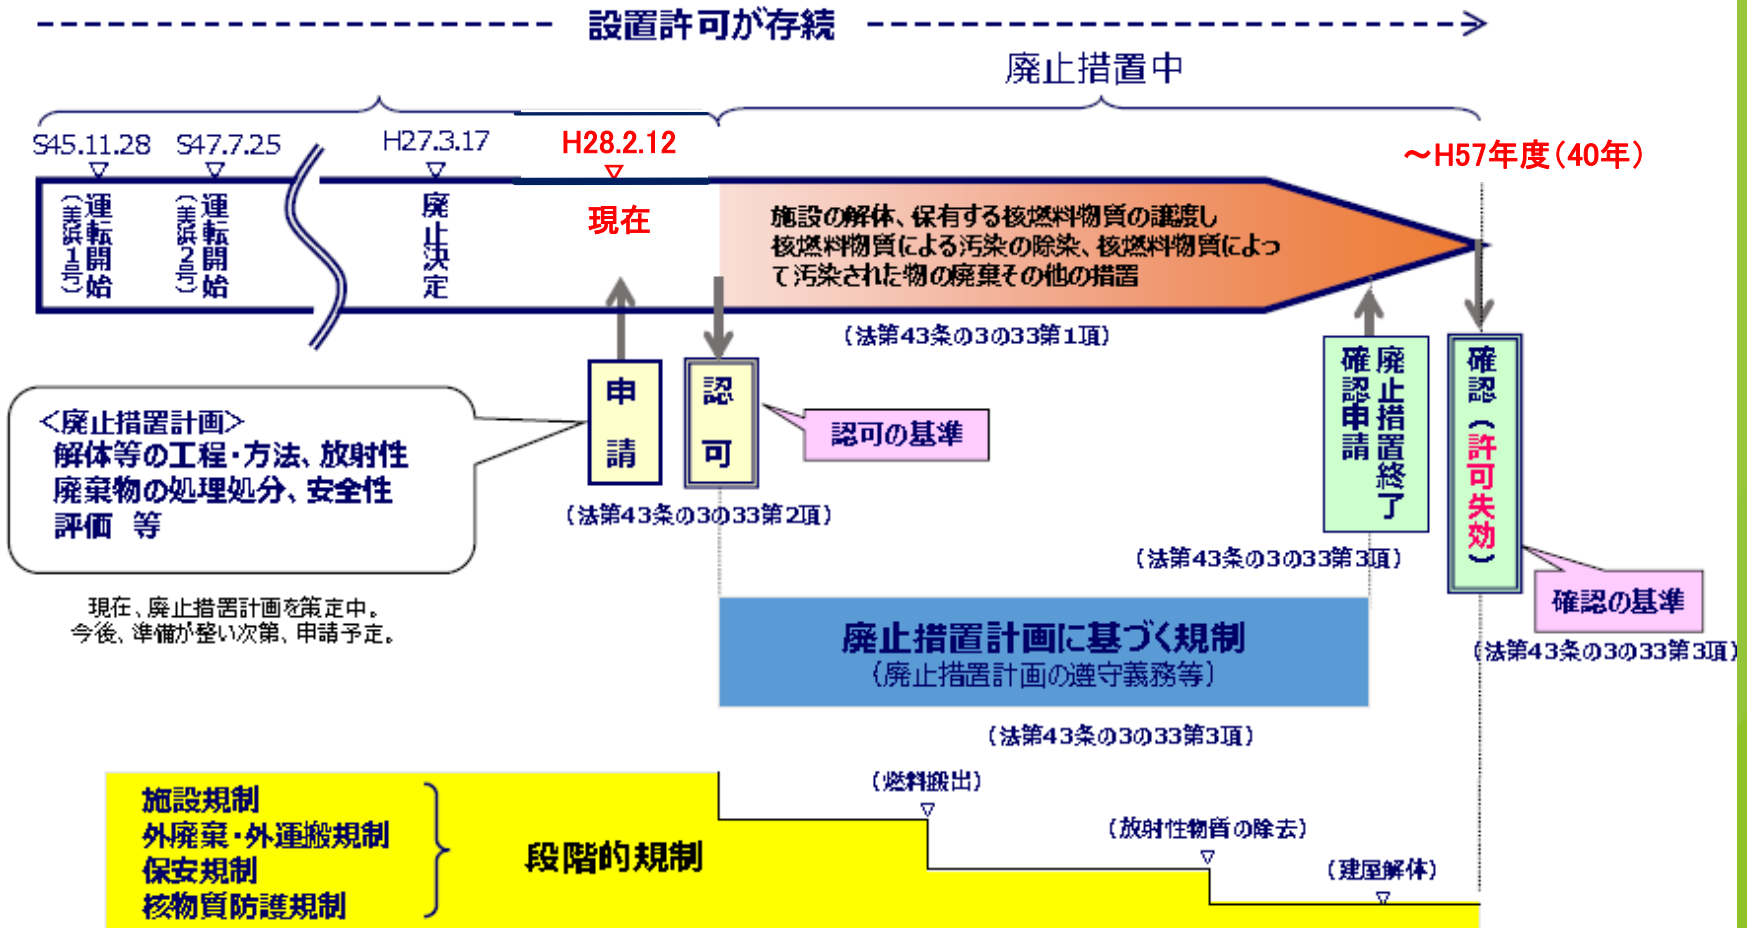 設置許可が存続
廃止措置中
S45.11.28
S47.7.25
H27.3.17
H28.2.12
～H57年度（40年）
運転開始
（美浜1号）
運転開始
（美浜2号）
廃止決定
現在
施設の解体、保有する核燃料物質の譲渡し
核燃料物質による汚染の除染、核燃料物質によっ
て汚染された物の廃棄その他の措置
（法第43条の3の33第1項）
申請
認可
認可の基準
廃止措置終了
確認申請
確認（許可失効）
＜廃止措置計画＞
解体等の工程・方法、放射性
廃棄物の処理処分、安全性
評価　等
（法第43条の3の33第2項）
（法第43条の3の33第3項）
確認の基準
（法第43条の3の33第3項）
現在、廃止措置計画を策定中。
今後、準備が整い次第、申請予定。
廃止措置計画に基づく規制
（廃止措置計画の遵守義務等）
（法第43条の3の33第3項）
施設規制
外廃棄・外運搬規制
保安規制
核物質防護規制
段階的規制
（燃料搬出）
（放射性物質の除去）
（建屋解体）